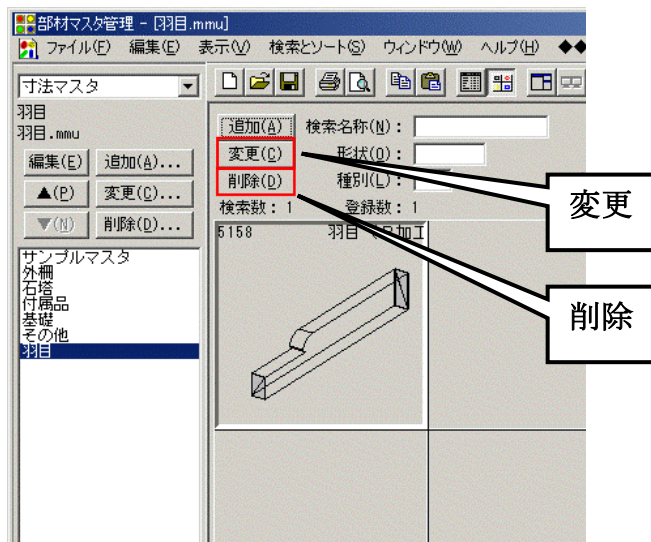 部材マスタ管理 - [羽目.mmu]
ファイル(F) 編集(E) 表示(V) 検索とソート(S) ウィンドウ(W) ヘルプ(H) ◆◆
寸法マスタ
羽目
羽目.mmu
編集(E) 追加(A)...
▲(P) 変更(C)...
▼(N) 削除(D)...
サンプルマスタ
外柵
石塔
付属品
基礎
その他
羽目
追加(A) 検索名称(N):
変更(C) 形状(O):
削除(D) 種別(L):
検索数: 1 登録数: 1
5158 羽目 加工
変更
削除